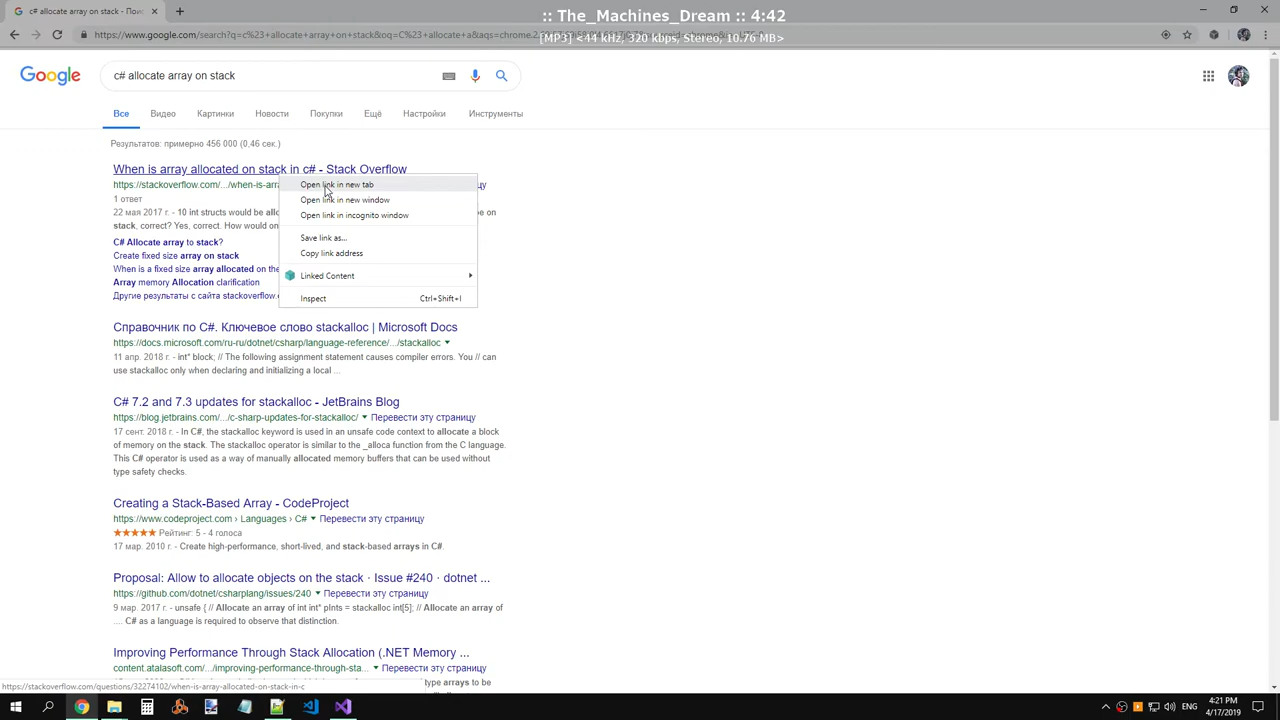 :: The_Machines_Dream :: 4:42
c# allocate array on stack - Поис
[MP3] <44 kHz, 320 kbps, Stereo, 10.76 MB>
Google
c# allocate array on stack
Все
Видео
Картинки
Новости
Покупки
Ещё
Настройки
Инструменты
Результатов: примерно 456 000 (0,46 сек.)
When is array allocated on stack in c# - Stack Overflow
https://stackoverflow.com/.../when-is-arra
1 ответ
22 мая 2017 г. - 10 int structs would be allo
stack, correct? Yes, correct. How would on
C# Allocate array to stack?
Create fixed size array on stack
When is a fixed size array allocated on the
Array memory Allocation clarification
Другие результаты с сайта stackoverflow.c
Open link in new tab
Open link in new window
Open link in incognito window
Save link as...
Copy link address
Linked Content
Inspect Ctrl+Shift+I
Справочник по C#. Ключевое слово stackalloc | Microsoft Docs
https://docs.microsoft.com/ru-ru/dotnet/csharp/language-reference/.../stackalloc
11 апр. 2018 г. - int* block; // The following assignment statement causes compiler errors. You // can
use stackalloc only when declaring and initializing a local ...
C# 7.2 and 7.3 updates for stackalloc - JetBrains Blog
https://blog.jetbrains.com/.../c-sharp-updates-for-stackalloc/ Перевести эту страницу
17 сент. 2018 г. - In C#, the stackalloc keyword is used in an unsafe code context to allocate a block
of memory on the stack. The stackalloc operator is similar to the _alloca function from the C language.
This C# operator is used as a way of manually allocated memory buffers that can be used without
type safety checks.
Creating a Stack-Based Array - CodeProject
https://www.codeproject.com › Languages › C# Перевести эту страницу
Рейтинг: 5 - 4 голоса
17 мар. 2010 г. - Create high-performance, short-lived, and stack-based arrays in C#.
Proposal: Allow to allocate objects on the stack · Issue #240 · dotnet ...
https://github.com/dotnet/csharplang/issues/240 Перевести эту страницу
9 мар. 2017 г. - unsafe { // Allocate an array of int int* pInts = stackalloc int[5]; // Allocate an array of
.... C# as a language is required to observe that distinction.
Improving Performance Through Stack Allocation (.NET Memory ...
content.atalasoft.com/.../improving-performance-through-sta... Перевести эту страницу
type arrays to be
https://stackoverflow.com/questions/32274102/when-is-array-allocated-on-stack-in-c
ENG
4:21 PM
4/17/2019